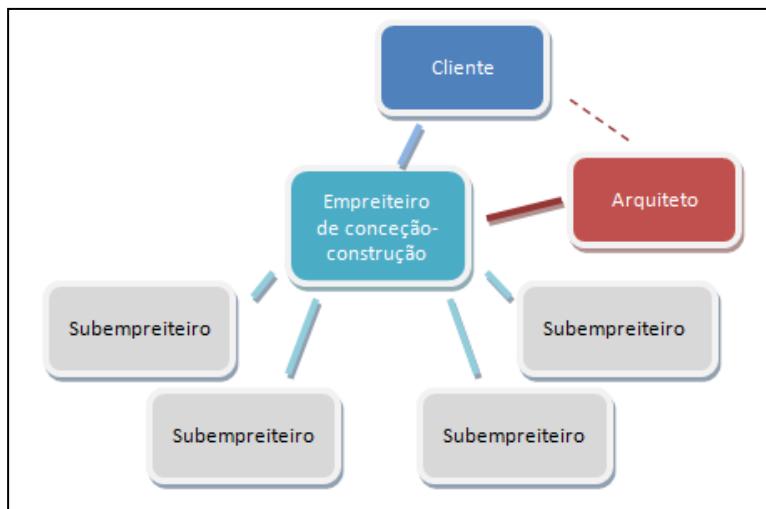 Cliente
Arquiteto
Empreiteiro
de conceção-
construção
Subempreiteiro
Subempreiteiro
Subempreiteiro
Subempreiteiro